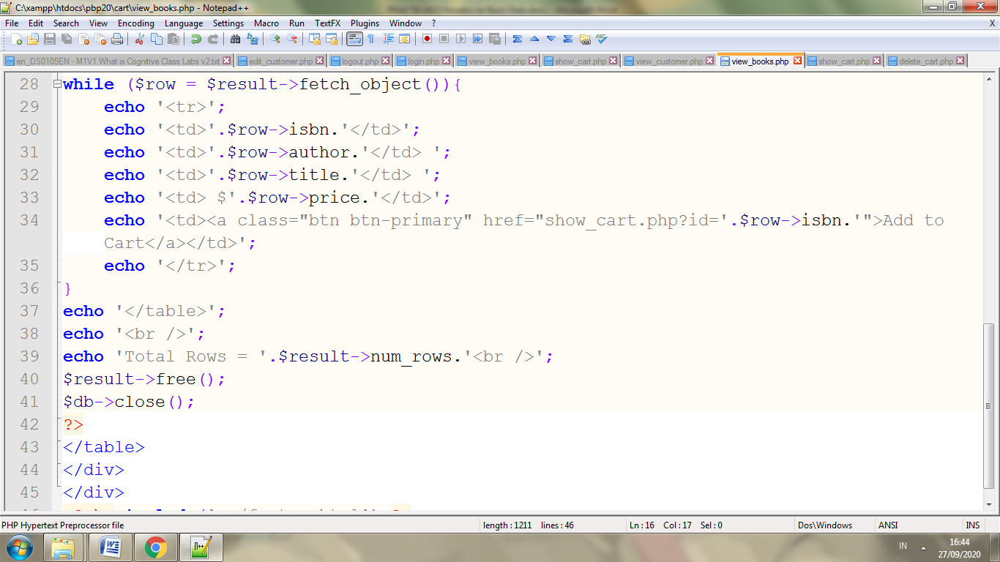 C:\xampp\htdocs\pbp20\cart\view_books.php - Notepad++
File Edit Search View Encoding Language Settings Macro Run TextFX Plugins Window ? X
en_DS0105EN - M1V1 What is Cognitive Class Labs v2.txt edit_customer.php logout.php login.php view_books.php show_cart.php view_customer.php view_books.php show_cart.php delete_cart.php
28 while ($row = $result->fetch_object()){
29 echo '<tr>';
30 echo '<td>'.$row->isbn.'</td>';
31 echo '<td>'.$row->author.'</td> ';
32 echo '<td>'.$row->title.'</td> ';
33 echo '<td> $'.$row->price.'</td>';
34 echo '<td><a class="btn btn-primary" href="show_cart.php?id='.$row->isbn.'">Add to
Cart</a></td>';
35 echo '</tr>';
36 }
37 echo '</table>';
38 echo '<br />';
39 echo 'Total Rows = '.$result->num_rows.'<br />';
40 $result->free();
41 $db->close();
42 ?>
43 </table>
44 </div>
45 </div>
PHP Hypertext Preprocessor file length : 1211 lines : 46 Ln : 16 Col : 17 Sel : 0 Dos\Windows ANSI INS
IN 16:44
27/09/2020